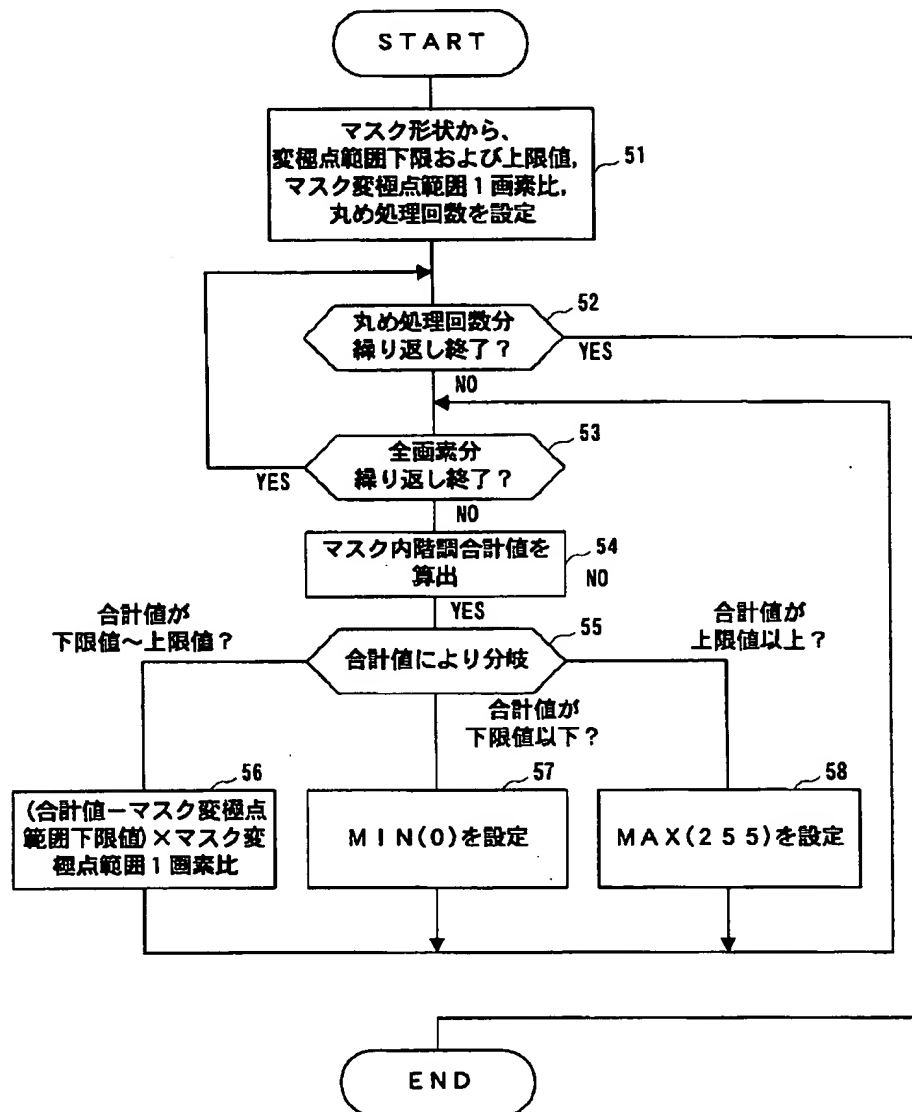 START
マスク形状から、
変極点範囲下限および上限値,
マスク変極点範囲1画素比,
丸め処理回数を設定
51
52
丸め処理回数分
繰り返し終了?
YES
NO
53
全画素分
繰り返し終了?
YES
NO
54
マスク内階調合計値を
算出
NO
YES
合計値が
下限値~上限値?
55
合計値により分岐
合計値が
上限値以上?
合計値が
下限値以下?
56
(合計値-マスク変極点
範囲下限値)×マスク変
極点範囲1画素比
57
MIN(0)を設定
58
MAX(255)を設定
END